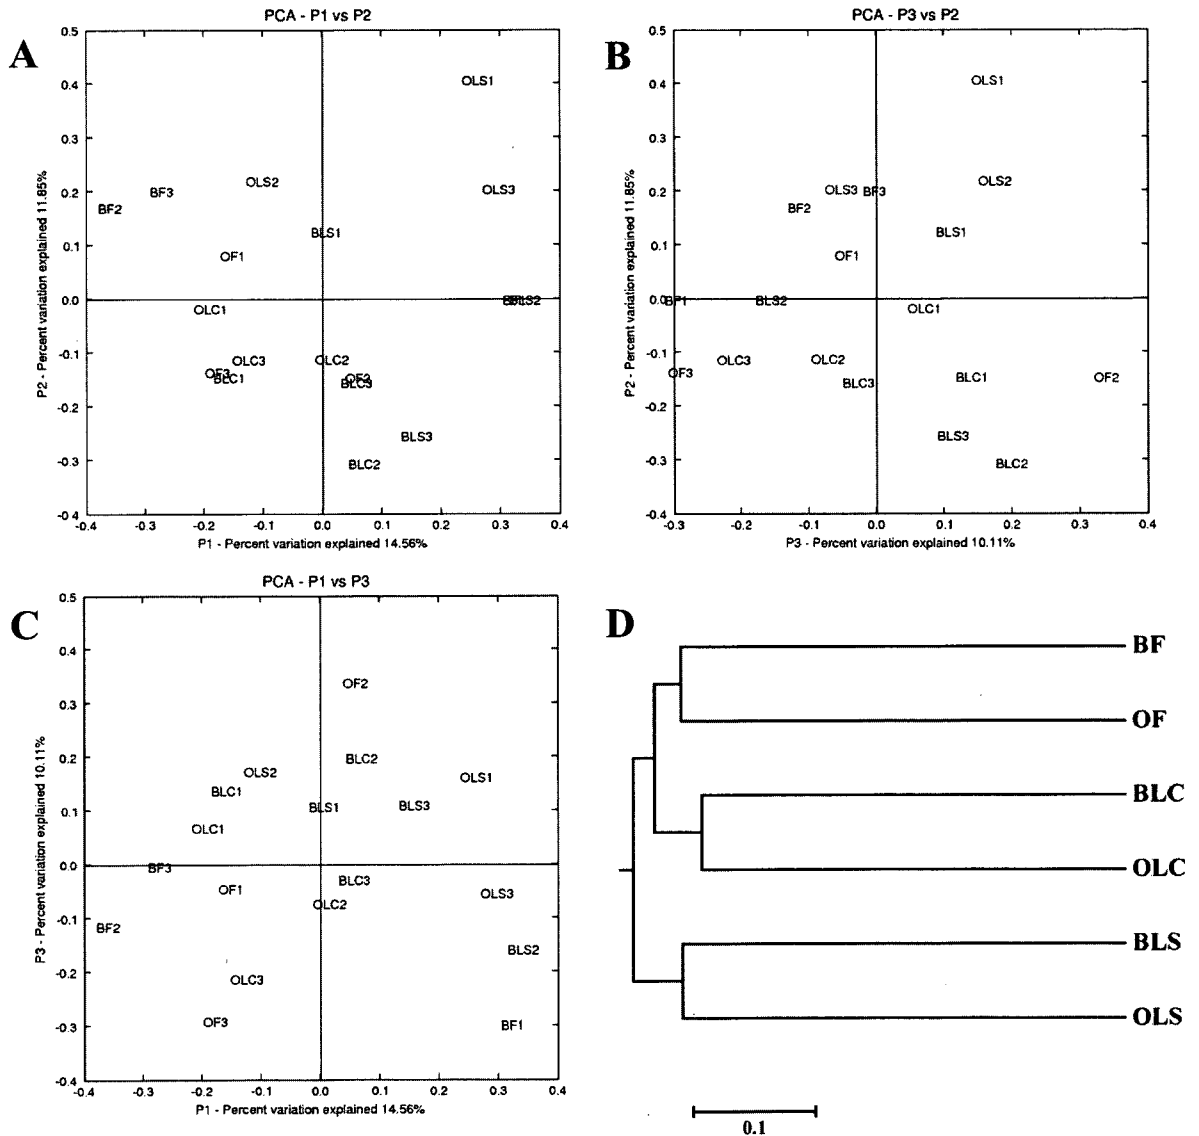 PCA - P1 vs P2
A
0.5
0.4
0.3
0.2
0.1
0.0
-0.1
-0.2
-0.3
-0.4
P2 - Percent variation explained 11.85%
OLS1
OLS2
OLS3
BF3
BF2
BLS1
OF1
BF1
BLS2
OLC1
OLC3
OLC2
OF3
BLC1
OF2
BLC3
BLS3
BLC2
-0.4 -0.3 -0.2 -0.1 0.0 0.1 0.2 0.3 0.4
P1 - Percent variation explained 14.56%
PCA - P3 vs P2
B
0.5
0.4
0.3
0.2
0.1
0.0
-0.1
-0.2
-0.3
-0.4
P2 - Percent variation explained 11.85%
OLS1
OLS2
OLS3
BF3
BF2
BLS1
OF1
BF1
BLS2
OLC1
OLC3
OLC2
OF3
BLC3
BLC1
OF2
BLS3
BLC2
-0.3 -0.2 -0.1 0.0 0.1 0.2 0.3 0.4
P3 - Percent variation explained 10.11%
PCA - P1 vs P3
C
0.5
0.4
0.3
0.2
0.1
0.0
-0.1
-0.2
-0.3
-0.4
P3 - Percent variation explained 10.11%
OF2
BLC2
OLS2
OLS1
BLC1
BLS1
BLS3
OLC1
BF3
BLC3
OF1
OLS3
OLC2
BF2
BLS2
OLC3
OF3
BF1
-0.4 -0.3 -0.2 -0.1 0.0 0.1 0.2 0.3 0.4
P1 - Percent variation explained 14.56%
D
BF
OF
BLC
OLC
BLS
OLS
0.1